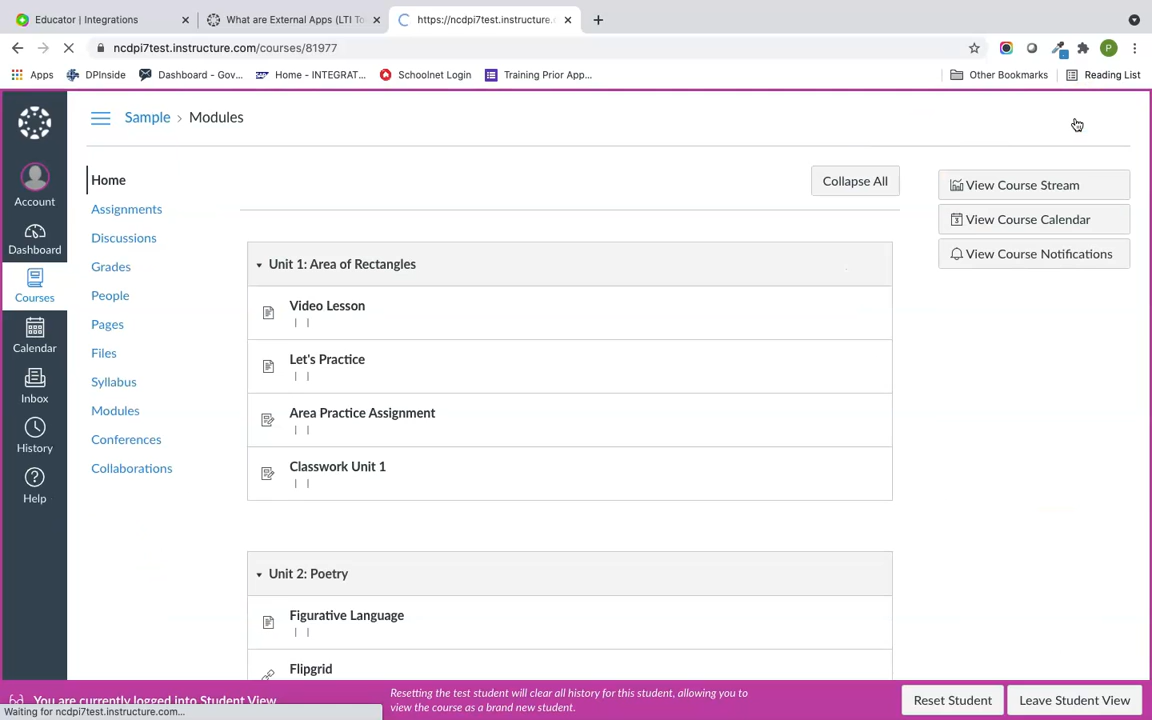 Educator | Integrations
What are External Apps (LTI To
https://ncdpi7test.instructure.
ncdpi7test.instructure.com/courses/81977
P
Apps
DPInside
Dashboard - Gov...
Home - INTEGRAT...
Schoolnet Login
Training Prior App...
Other Bookmarks
Reading List
Sample › Modules
Account
Dashboard
Courses
Calendar
Inbox
History
Help
Home
Assignments
Discussions
Grades
People
Pages
Files
Syllabus
Modules
Conferences
Collaborations
Collapse All
View Course Stream
View Course Calendar
View Course Notifications
Unit 1: Area of Rectangles
Video Lesson
| |
Let's Practice
| |
Area Practice Assignment
| |
Classwork Unit 1
| |
Unit 2: Poetry
Figurative Language
| |
Flipgrid
You are currently logged into Student View
Resetting the test student will clear all history for this student, allowing you to
view the course as a brand new student.
Reset Student
Leave Student View
Waiting for ncdpi7test.instructure.com...